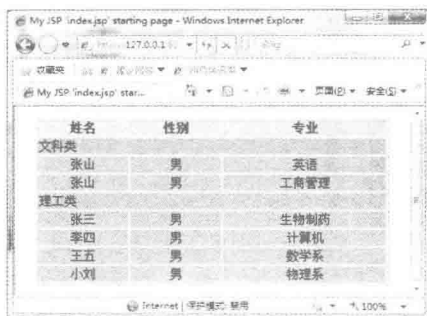 My JSP 'index.jsp' starting page - Windows Internet Explorer
127.0.0.1
收藏夹
My JSP 'index.jsp' star...
页面(P)
安全(S)
姓名 性别 专业
文科类
张山 男 英语
张山 男 工商管理
理工类
张三 男 生物制药
李四 男 计算机
王五 男 数学系
小刘 男 物理系
Internet | 保护模式: 禁用
100%